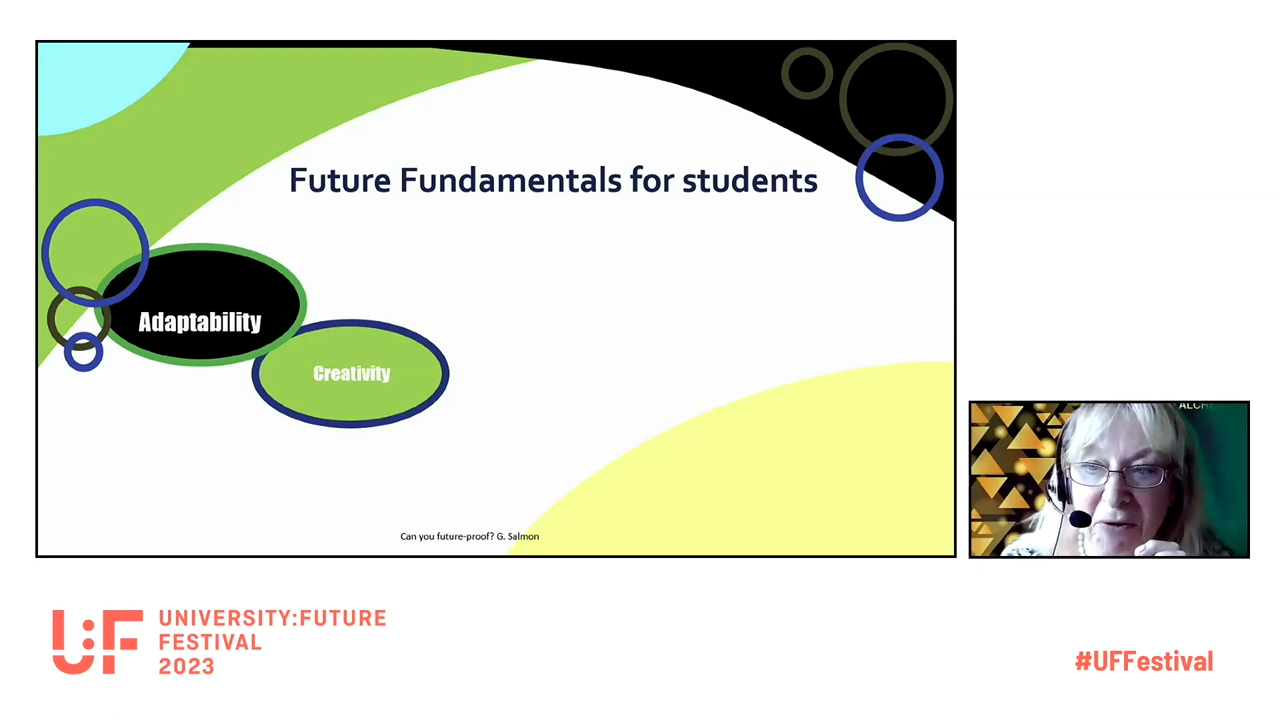 Future Fundamentals for students
Adaptability
Creativity
Can you future-proof? G. Salmon
U:F
UNIVERSITY:FUTURE
FESTIVAL
2023
#UFFestival